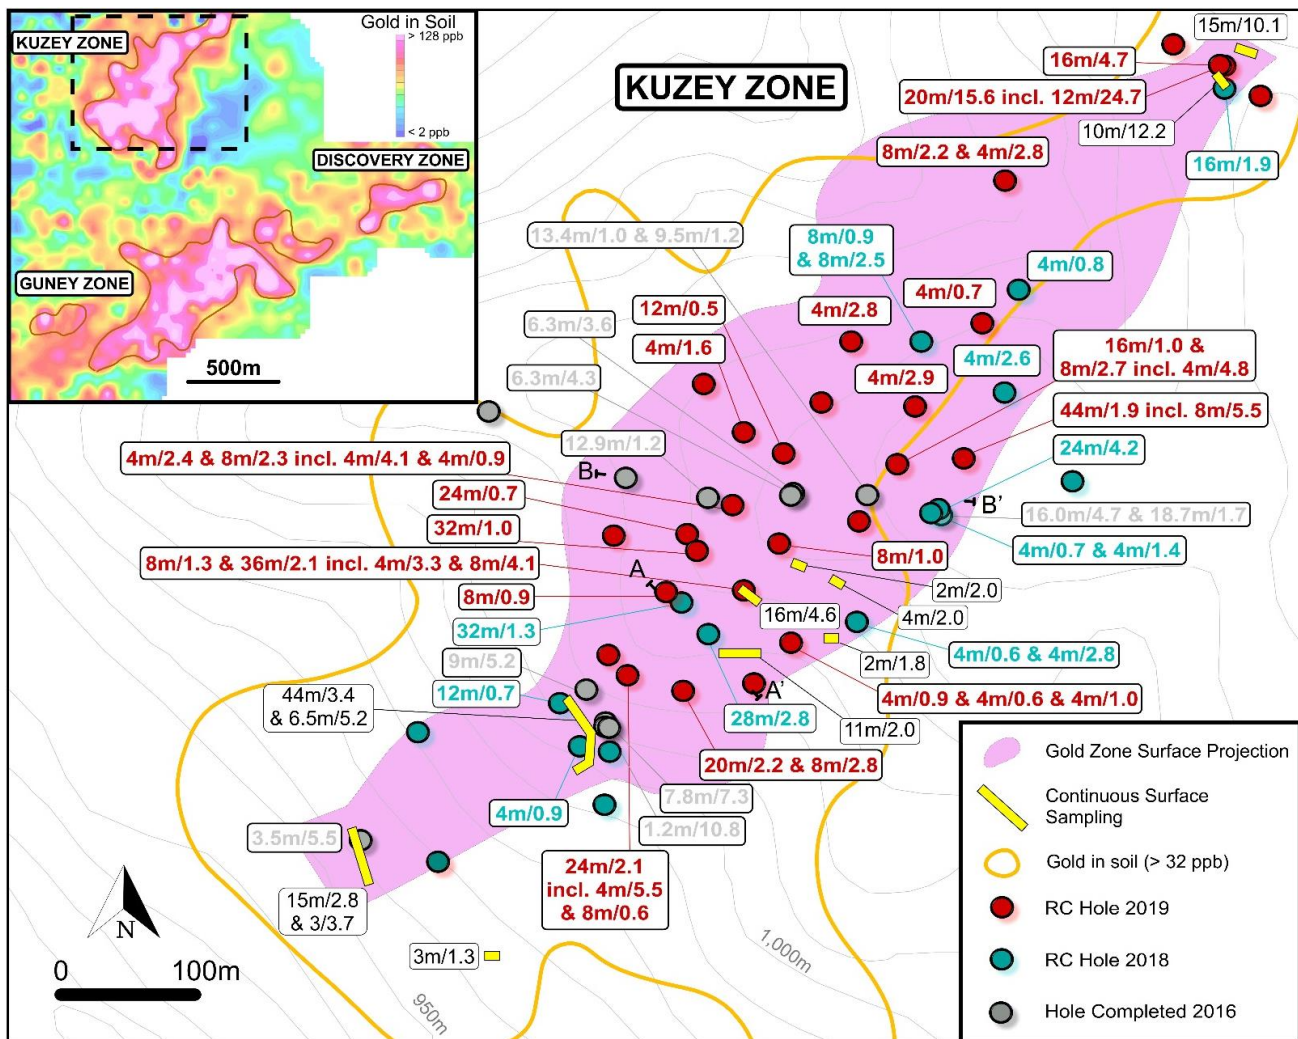 Gold in Soil
> 128 ppb
< 2 ppb
KUZEY ZONE
DISCOVERY ZONE
GUNEY ZONE
500m
KUZEY ZONE
15m/10.1
16m/4.7
20m/15.6 incl. 12m/24.7
10m/12.2
16m/1.9
8m/2.2 & 4m/2.8
13.4m/1.0 & 9.5m/1.2
8m/0.9
& 8m/2.5
4m/0.8
12m/0.5
4m/2.8
4m/0.7
6.3m/3.6
4m/1.6
4m/2.6
16m/1.0 &
8m/2.7 incl. 4m/4.8
6.3m/4.3
4m/2.9
44m/1.9 incl. 8m/5.5
12.9m/1.2
24m/4.2
4m/2.4 & 8m/2.3 incl. 4m/4.1 & 4m/0.9
B
B'
24m/0.7
16.0m/4.7 & 18.7m/1.7
32m/1.0
4m/0.7 & 4m/1.4
8m/1.3 & 36m/2.1 incl. 4m/3.3 & 8m/4.1
8m/1.0
A
2m/2.0
8m/0.9
16m/4.6
4m/2.0
32m/1.3
4m/0.6 & 4m/2.8
9m/5.2
2m/1.8
12m/0.7
44m/3.4
& 6.5m/5.2
A'
4m/0.9 & 4m/0.6 & 4m/1.0
28m/2.8
11m/2.0
20m/2.2 & 8m/2.8
7.8m/7.3
4m/0.9
1.2m/10.8
3.5m/5.5
24m/2.1
incl. 4m/5.5
& 8m/0.6
15m/2.8
& 3/3.7
3m/1.3
1,000m
950m
N
0
100m
Gold Zone Surface Projection
Continuous Surface
Sampling
Gold in soil (> 32 ppb)
RC Hole 2019
RC Hole 2018
Hole Completed 2016